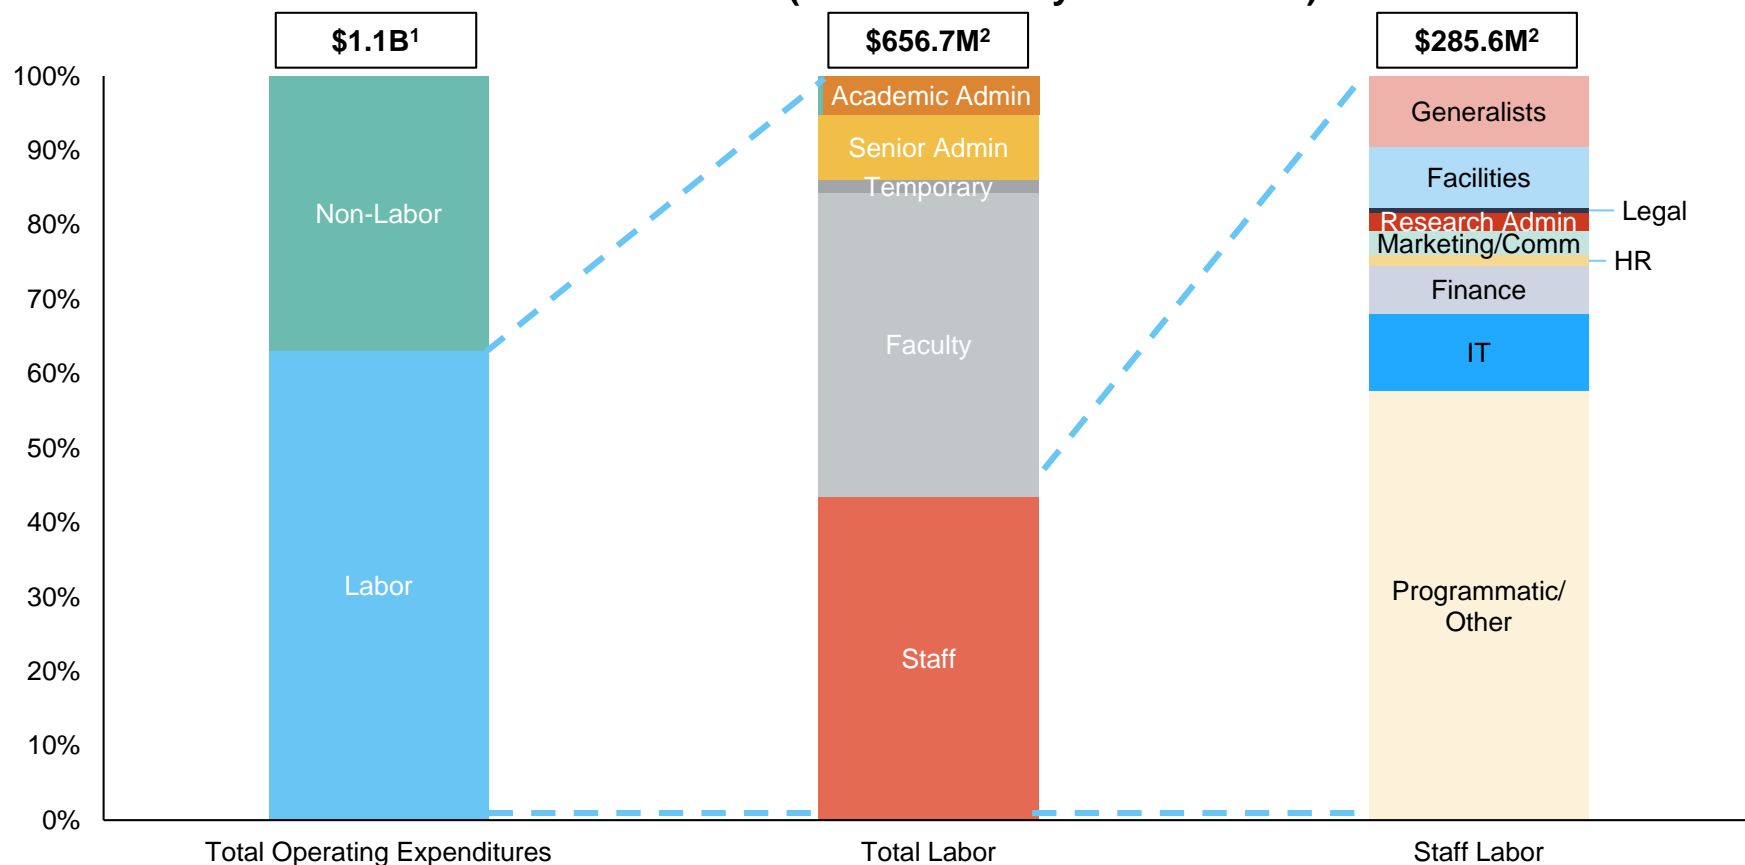 $1.1B¹
$656.7M²
$285.6M²
100%
90%
80%
70%
60%
50%
40%
30%
20%
10%
0%
Non-Labor
Labor
Academic Admin
Senior Admin
Temporary
Faculty
Staff
Generalists
Facilities
Legal
Research Admin
Marketing/Comm
HR
Finance
IT
Programmatic/
Other
Total Operating Expenditures
Total Labor
Staff Labor